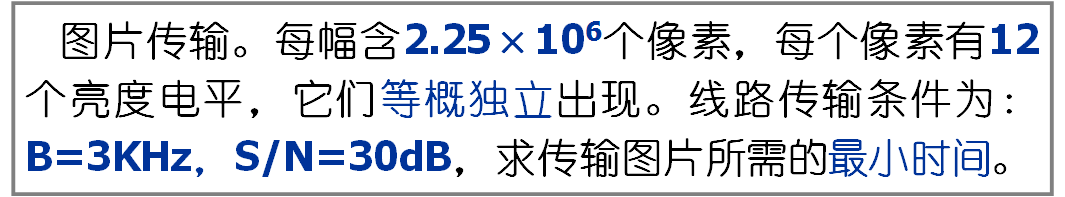 图片传输。每幅含2.25×10⁶个像素，每个像素有12
个亮度电平，它们等概独立出现。线路传输条件为：
B=3KHz，S/N=30dB，求传输图片所需的最小时间。